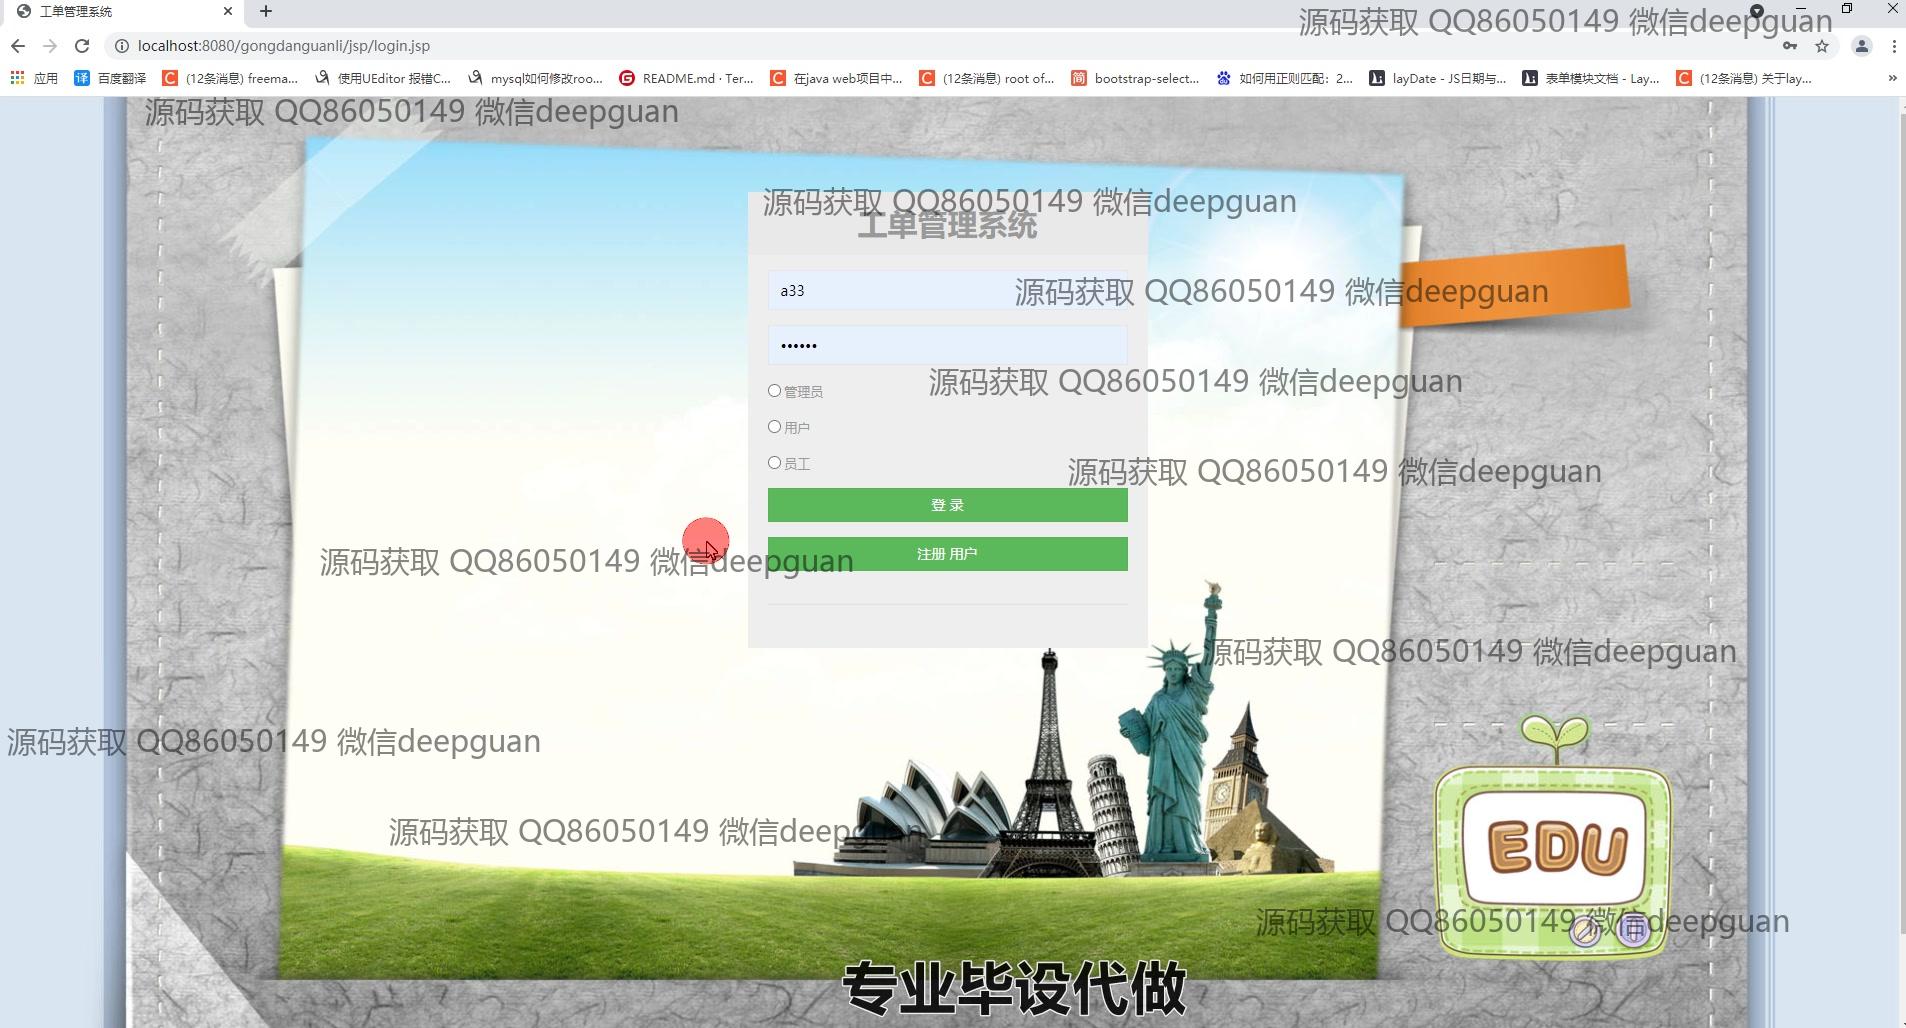 工单管理系统
源码获取 QQ86050149 微信deepguan
localhost:8080/gongdanguanli/jsp/login.jsp
应用
译 百度翻译
C (12条消息) freema...
使用UEditor 报错C...
mysql如何修改roo...
README.md · Ter...
C 在java web项目中...
C (12条消息) root of...
简 bootstrap-select...
如何用正则匹配：2...
layDate - JS日期与...
表单模块文档 - Lay...
C (12条消息) 关于lay...
源码获取 QQ86050149 微信deepguan
源码获取 QQ86050149 微信deepguan
工单管理系统
a33
源码获取 QQ86050149 微信deepguan
••••••
源码获取 QQ86050149 微信deepguan
管理员
用户
员工
源码获取 QQ86050149 微信deepguan
登 录
注册 用户
源码获取 QQ86050149 微信deepguan
源码获取 QQ86050149 微信deepguan
源码获取 QQ86050149 微信deepguan
源码获取 QQ86050149 微信deepguan
EDU
源码获取 QQ86050149 微信deepguan
专业毕设代做